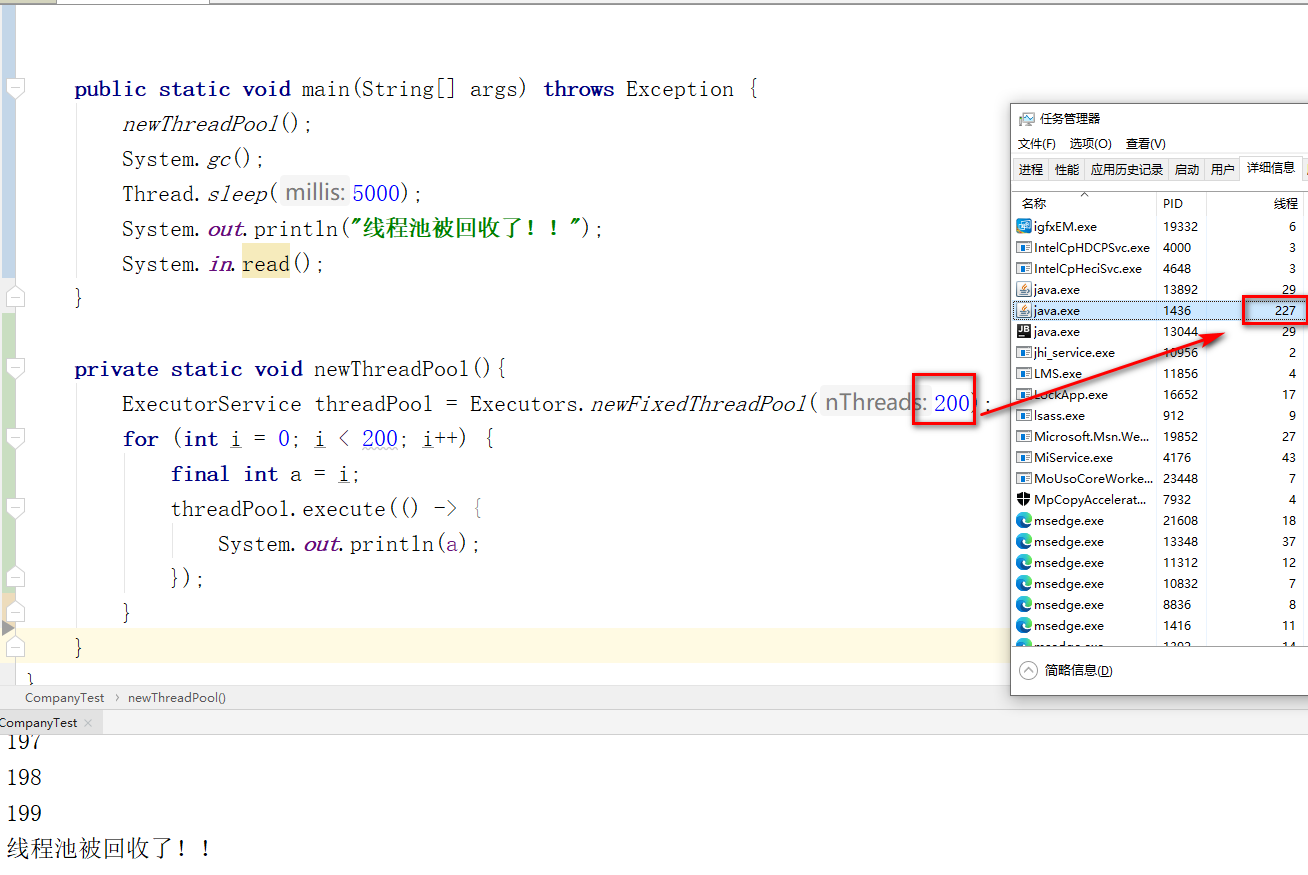 public static void main(String[] args) throws Exception {
newThreadPool();
System.gc();
Thread.sleep( millis: 5000);
System.out.println("线程池被回收了！！");
System.in.read();
}
private static void newThreadPool(){
ExecutorService threadPool = Executors.newFixedThreadPool( nThreads: 200);
for (int i = 0; i < 200; i++) {
final int a = i;
threadPool.execute(() -> {
System.out.println(a);
});
}
}
}
CompanyTest › newThreadPool()
CompanyTest ×
197
198
199
线程池被回收了！！
任务管理器
文件(F) 选项(O) 查看(V)
进程 性能 应用历史记录 启动 用户 详细信息
名称 PID 线程
igfxEM.exe 19332 6
IntelCpHDCPSvc.exe 4000 3
IntelCpHeciSvc.exe 4648 3
java.exe 13892 29
java.exe 1436 227
java.exe 13044 29
jhi_service.exe 10956 2
LMS.exe 11856 4
LockApp.exe 16652 17
lsass.exe 912 9
Microsoft.Msn.We... 19852 27
MiService.exe 4176 43
MoUsoCoreWorke... 23448 7
MpCopyAccelerat... 7932 4
msedge.exe 21608 18
msedge.exe 13348 37
msedge.exe 11312 12
msedge.exe 10832 7
msedge.exe 8836 8
msedge.exe 1416 11
简略信息(D)